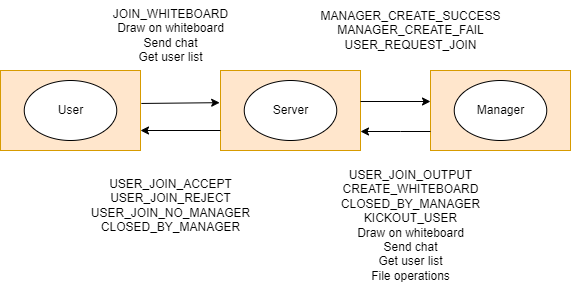 JOIN_WHITEBOARD
Draw on whiteboard
Send chat
Get user list
MANAGER_CREATE_SUCCESS
MANAGER_CREATE_FAIL
USER_REQUEST_JOIN
User
Server
Manager
USER_JOIN_ACCEPT
USER_JOIN_REJECT
USER_JOIN_NO_MANAGER
CLOSED_BY_MANAGER
USER_JOIN_OUTPUT
CREATE_WHITEBOARD
CLOSED_BY_MANAGER
KICKOUT_USER
Draw on whiteboard
Send chat
Get user list
File operations